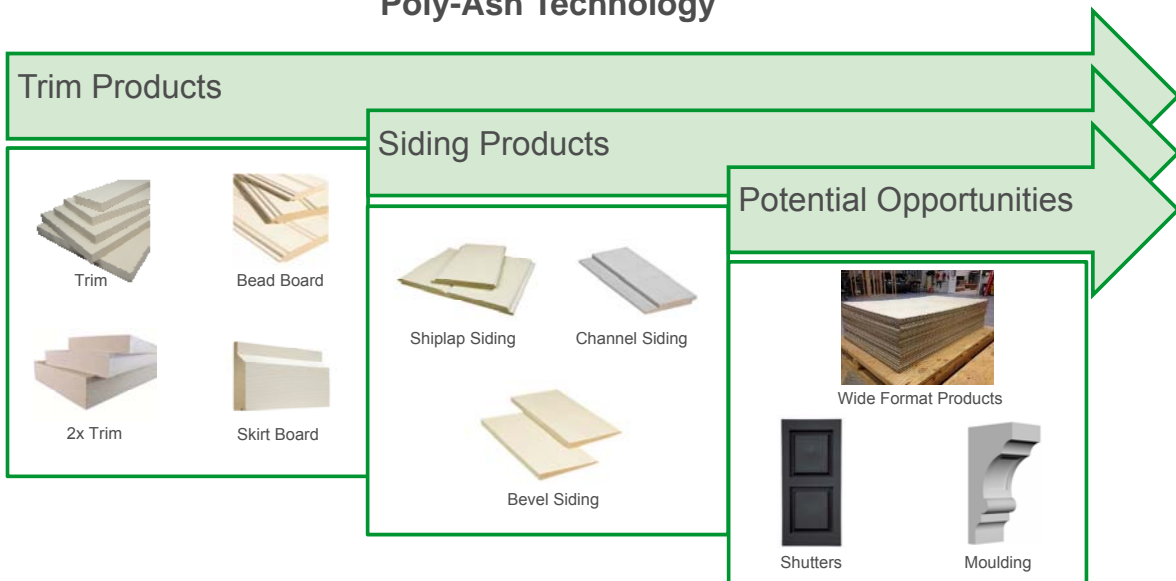 Poly-Ash Technology
Trim Products
Siding Products
Potential Opportunities
Trim
Bead Board
2x Trim
Skirt Board
Shiplap Siding
Channel Siding
Bevel Siding
Wide Format Products
Shutters
Moulding